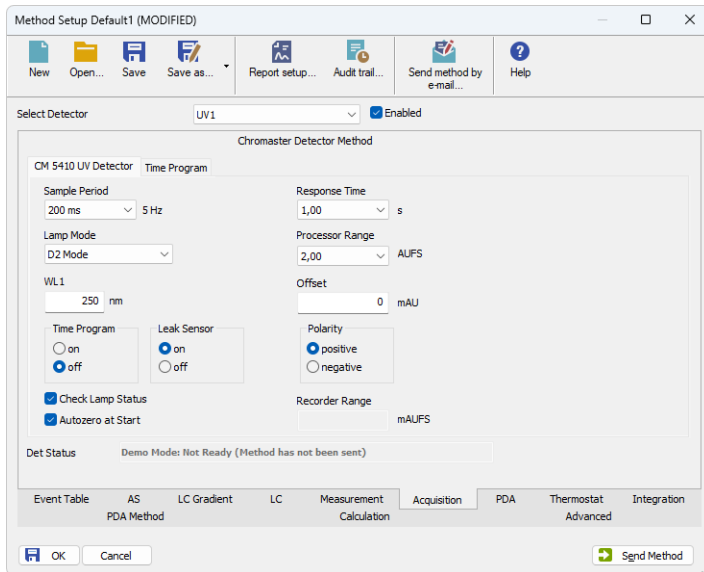 Method Setup Default1 (MODIFIED)
New Open... Save Save as... Report setup... Audit trail... Send method by e-mail... Help
Select Detector UV1 Enabled
Chromaster Detector Method
CM 5410 UV Detector Time Program
Sample Period Response Time
200 ms 5 Hz 1,00 s
Lamp Mode Processor Range
D2 Mode 2,00 AUFS
WL1 Offset
250 nm 0 mAU
Time Program Leak Sensor Polarity
on on positive
off off negative
Check Lamp Status Recorder Range
Autozero at Start mAUFS
Det Status Demo Mode: Not Ready (Method has not been sent)
Event Table AS LC Gradient LC Measurement Acquisition PDA Thermostat Integration
PDA Method Calculation Advanced
OK Cancel Send Method